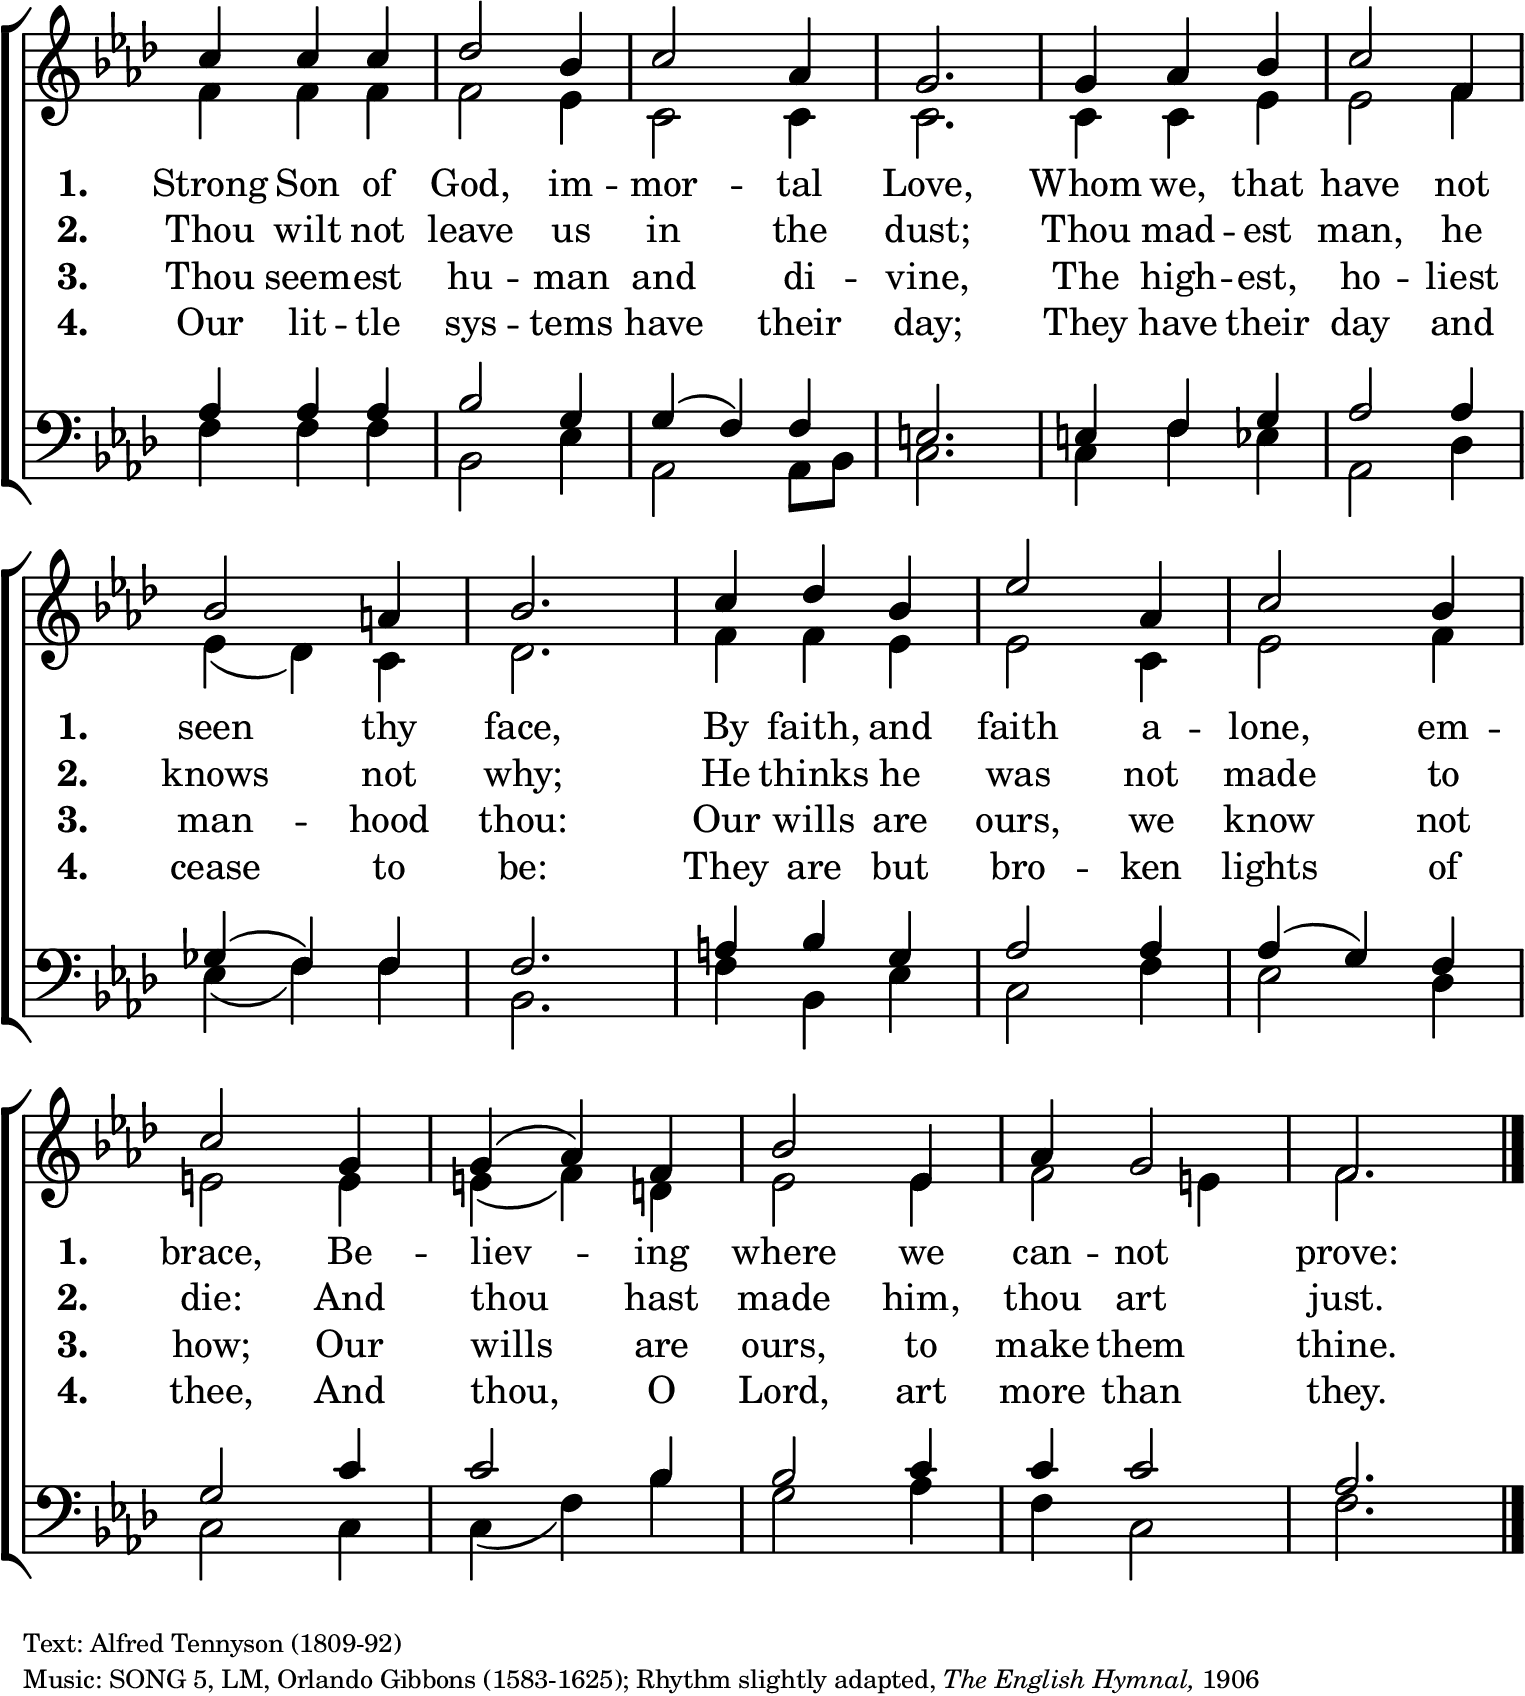 1. Strong Son of God, im -- mor -- tal Love, Whom we, that have not
2. Thou wilt not leave us in the dust; Thou mad -- est man, he
3. Thou seem -- est hu -- man and di -- vine, The high -- est, ho -- liest
4. Our lit -- tle sys -- tems have their day; They have their day and
1. seen thy face, By faith, and faith a -- lone, em --
2. knows not why; He thinks he was not made to
3. man -- hood thou: Our wills are ours, we know not
4. cease to be: They are but bro -- ken lights of
1. brace, Be -- liev -- ing where we can -- not prove:
2. die: And thou hast made him, thou art just.
3. how; Our wills are ours, to make them thine.
4. thee, And thou, O Lord, art more than they.
Text: Alfred Tennyson (1809-92)
Music: SONG 5, LM, Orlando Gibbons (1583-1625); Rhythm slightly adapted, The English Hymnal, 1906